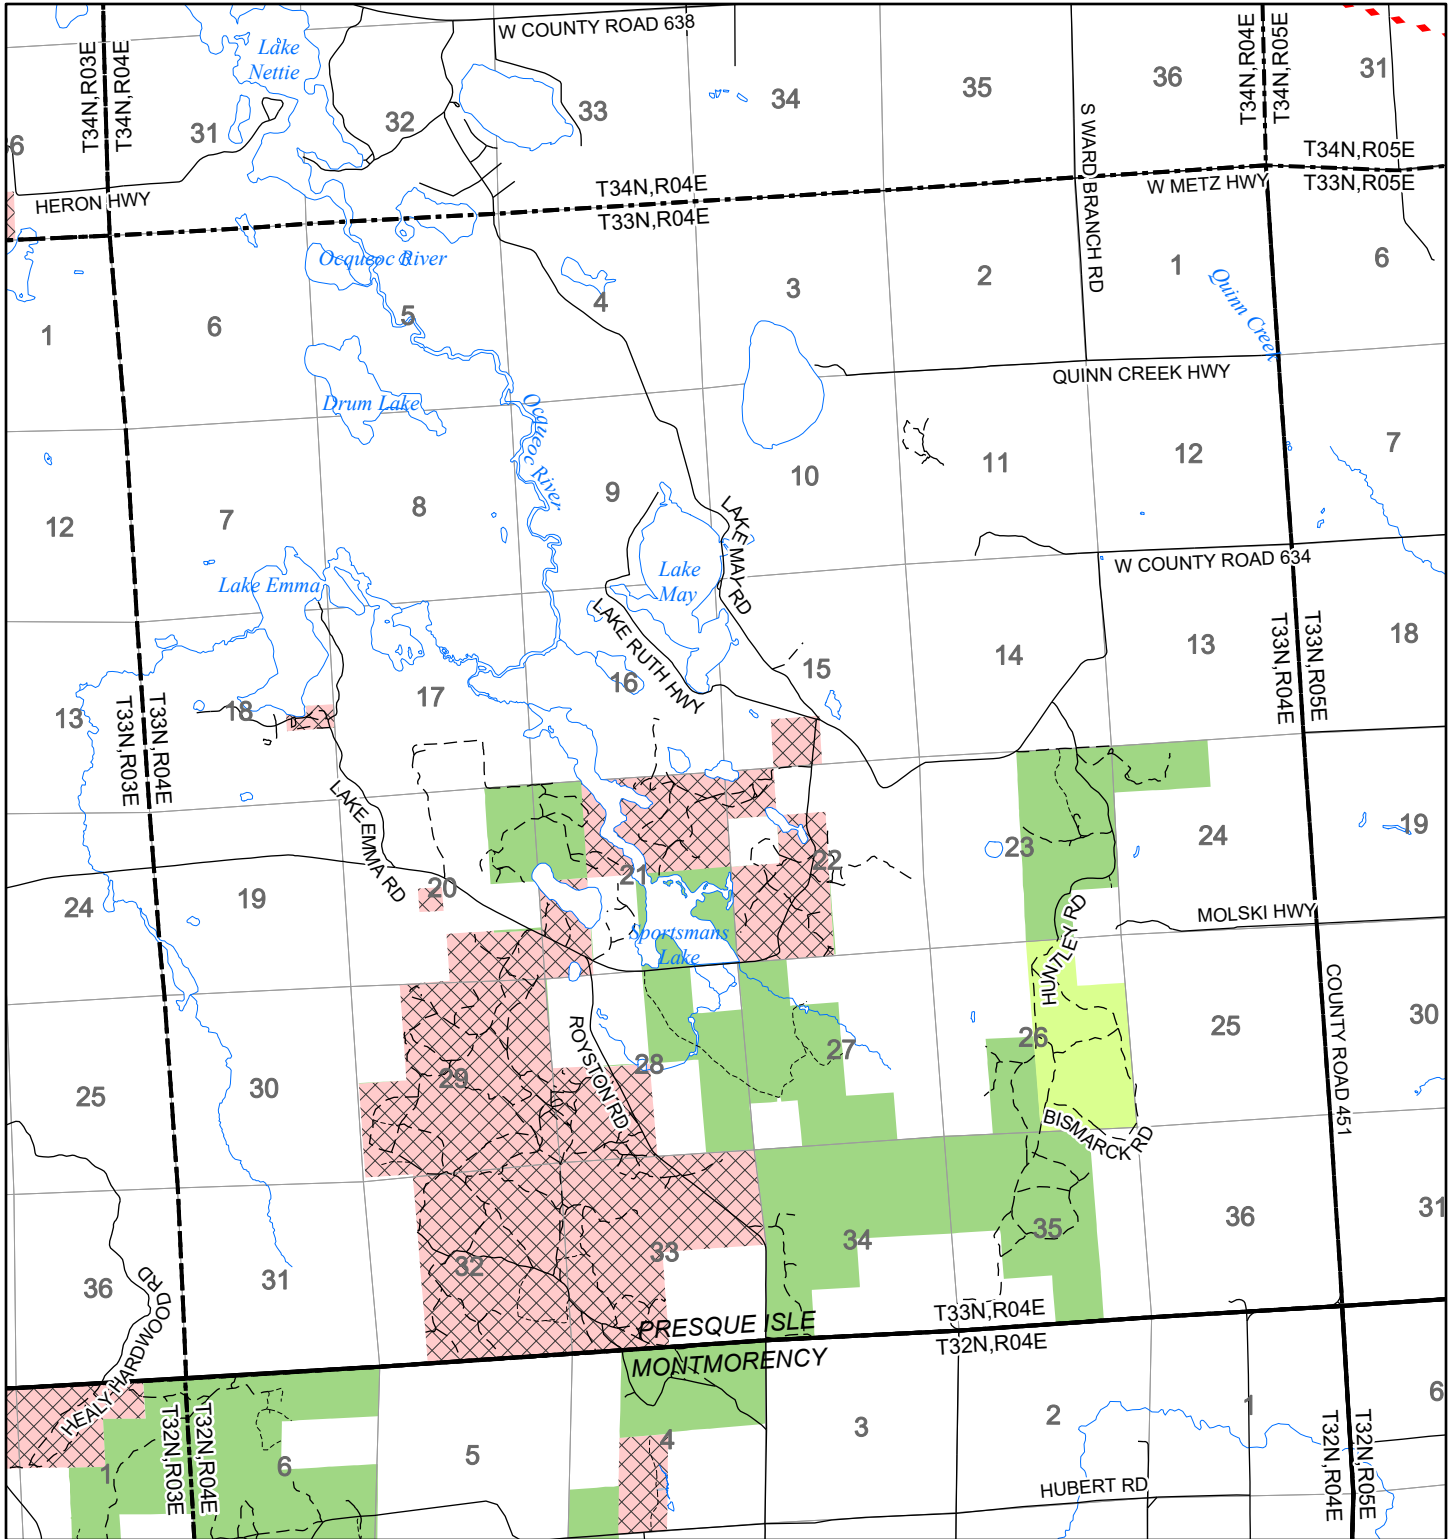 W COUNTY ROAD 638
T34N,R03E
T34N,R04E
Lake
Nettie
T34N,R04E
T34N,R05E
31
36
35
34
33
32
31
6
S WARD BRANCH RD
HERON HWY
T34N,R04E
T33N,R04E
W METZ HWY
T34N,R05E
T33N,R05E
Ocqueoc River
1
6
5
4
3
2
1
6
Quinn Creek
QUINN CREEK HWY
Drum Lake
Ocqueoc River
12
7
8
9
10
11
12
7
LAKE MAY RD
Lake
May
Lake Emma
W COUNTY ROAD 634
LAKE RUTH HWY
T33N,R04E
T33N,R05E
13
T33N,R03E
T33N,R04E
18
17
16
15
14
13
18
LAKE EMMA RD
24
19
20
21
22
23
24
19
MOLSKI HWY
HUNTLEY RD
Sportsmans
Lake
COUNTY ROAD 451
ROYSTON RD
25
30
29
28
27
26
25
30
BISMARCK RD
36
31
32
33
34
35
36
31
HEALY HARDWOOD RD
PRESQUE ISLE
MONTMORENCY
T33N,R04E
T32N,R04E
T32N,R03E
T32N,R04E
1
6
5
4
3
2
1
6
HUBERT RD
T32N,R04E
T32N,R05E